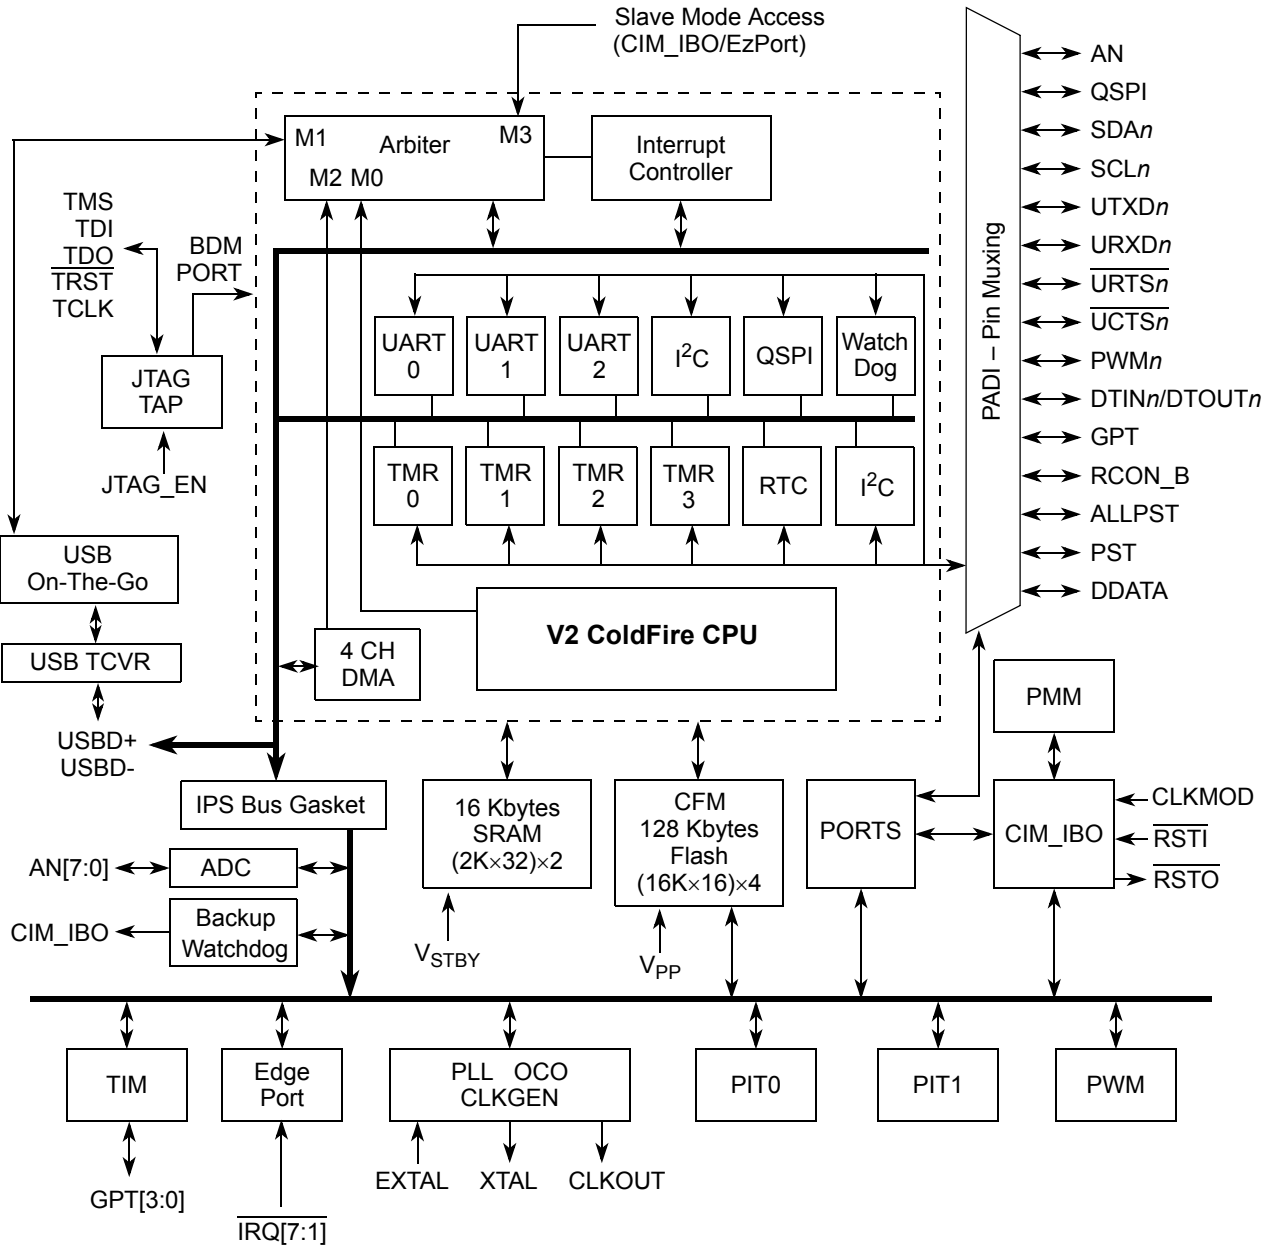 Slave Mode Access
(CIM_IBO/EzPort)
M1
Arbiter
M3
M2 M0
Interrupt
Controller
TMS
TDI
TDO
TRST
TCLK
BDM
PORT
JTAG
TAP
JTAG_EN
UART
0
UART
1
UART
2
I2C
QSPI
Watch
Dog
TMR
0
TMR
1
TMR
2
TMR
3
RTC
I2C
V2 ColdFire CPU
4 CH
DMA
USB
On-The-Go
USB TCVR
USBD+
USBD-
PADI – Pin Muxing
AN
QSPI
SDAn
SCLn
UTXDn
URXDn
URTSn
UCTSn
PWMn
DTINn/DTOUTn
GPT
RCON_B
ALLPST
PST
DDATA
PMM
IPS Bus Gasket
16 Kbytes
SRAM
(2K×32)×2
VSTBY
CFM
128 Kbytes
Flash
(16K×16)×4
VPP
PORTS
CIM_IBO
CLKMOD
RSTI
RSTO
AN[7:0]
ADC
CIM_IBO
Backup
Watchdog
TIM
GPT[3:0]
Edge
Port
IRQ[7:1]
PLL OCO
CLKGEN
EXTAL
XTAL
CLKOUT
PIT0
PIT1
PWM